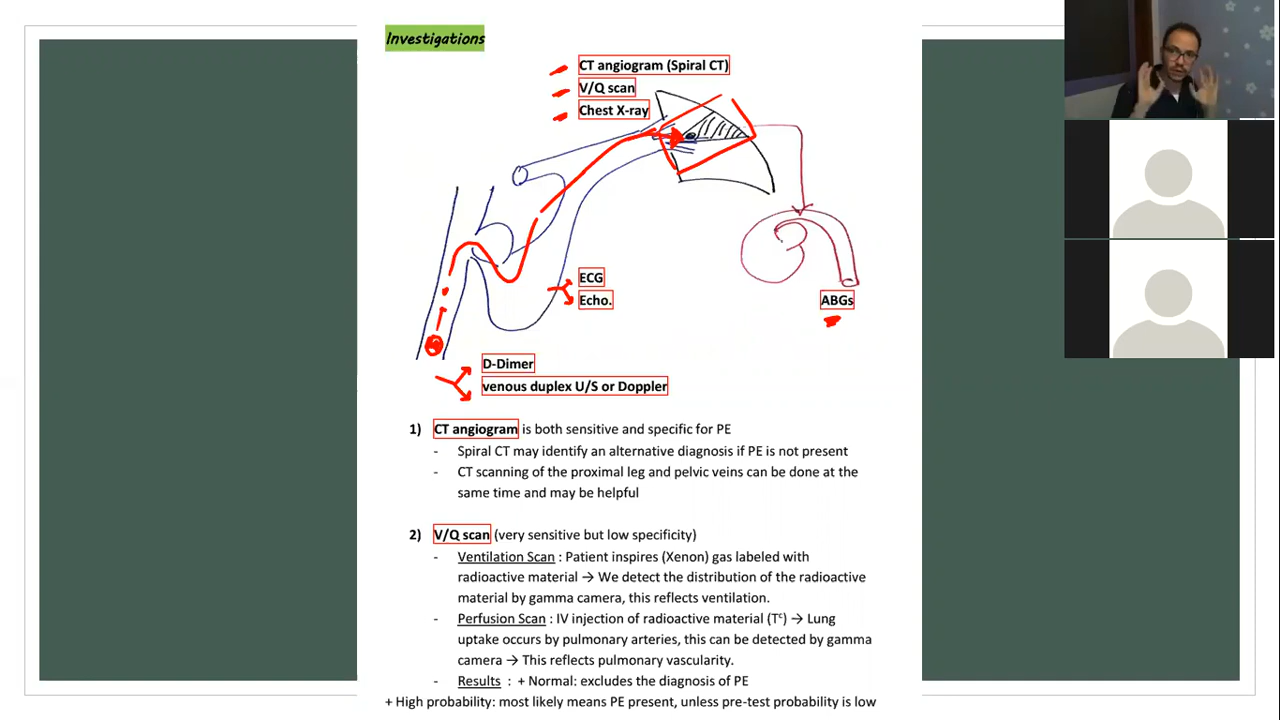 Investigations
CT angiogram (Spiral CT)
V/Q scan
Chest X-ray
ECG
Echo.
ABGs
D-Dimer
venous duplex U/S or Doppler
1) CT angiogram is both sensitive and specific for PE
- Spiral CT may identify an alternative diagnosis if PE is not present
- CT scanning of the proximal leg and pelvic veins can be done at the
same time and may be helpful
2) V/Q scan (very sensitive but low specificity)
- Ventilation Scan : Patient inspires (Xenon) gas labeled with
radioactive material → We detect the distribution of the radioactive
material by gamma camera, this reflects ventilation.
- Perfusion Scan : IV injection of radioactive material (Tᶜ) → Lung
uptake occurs by pulmonary arteries, this can be detected by gamma
camera → This reflects pulmonary vascularity.
- Results : + Normal: excludes the diagnosis of PE
+ High probability: most likely means PE present, unless pre-test probability is low